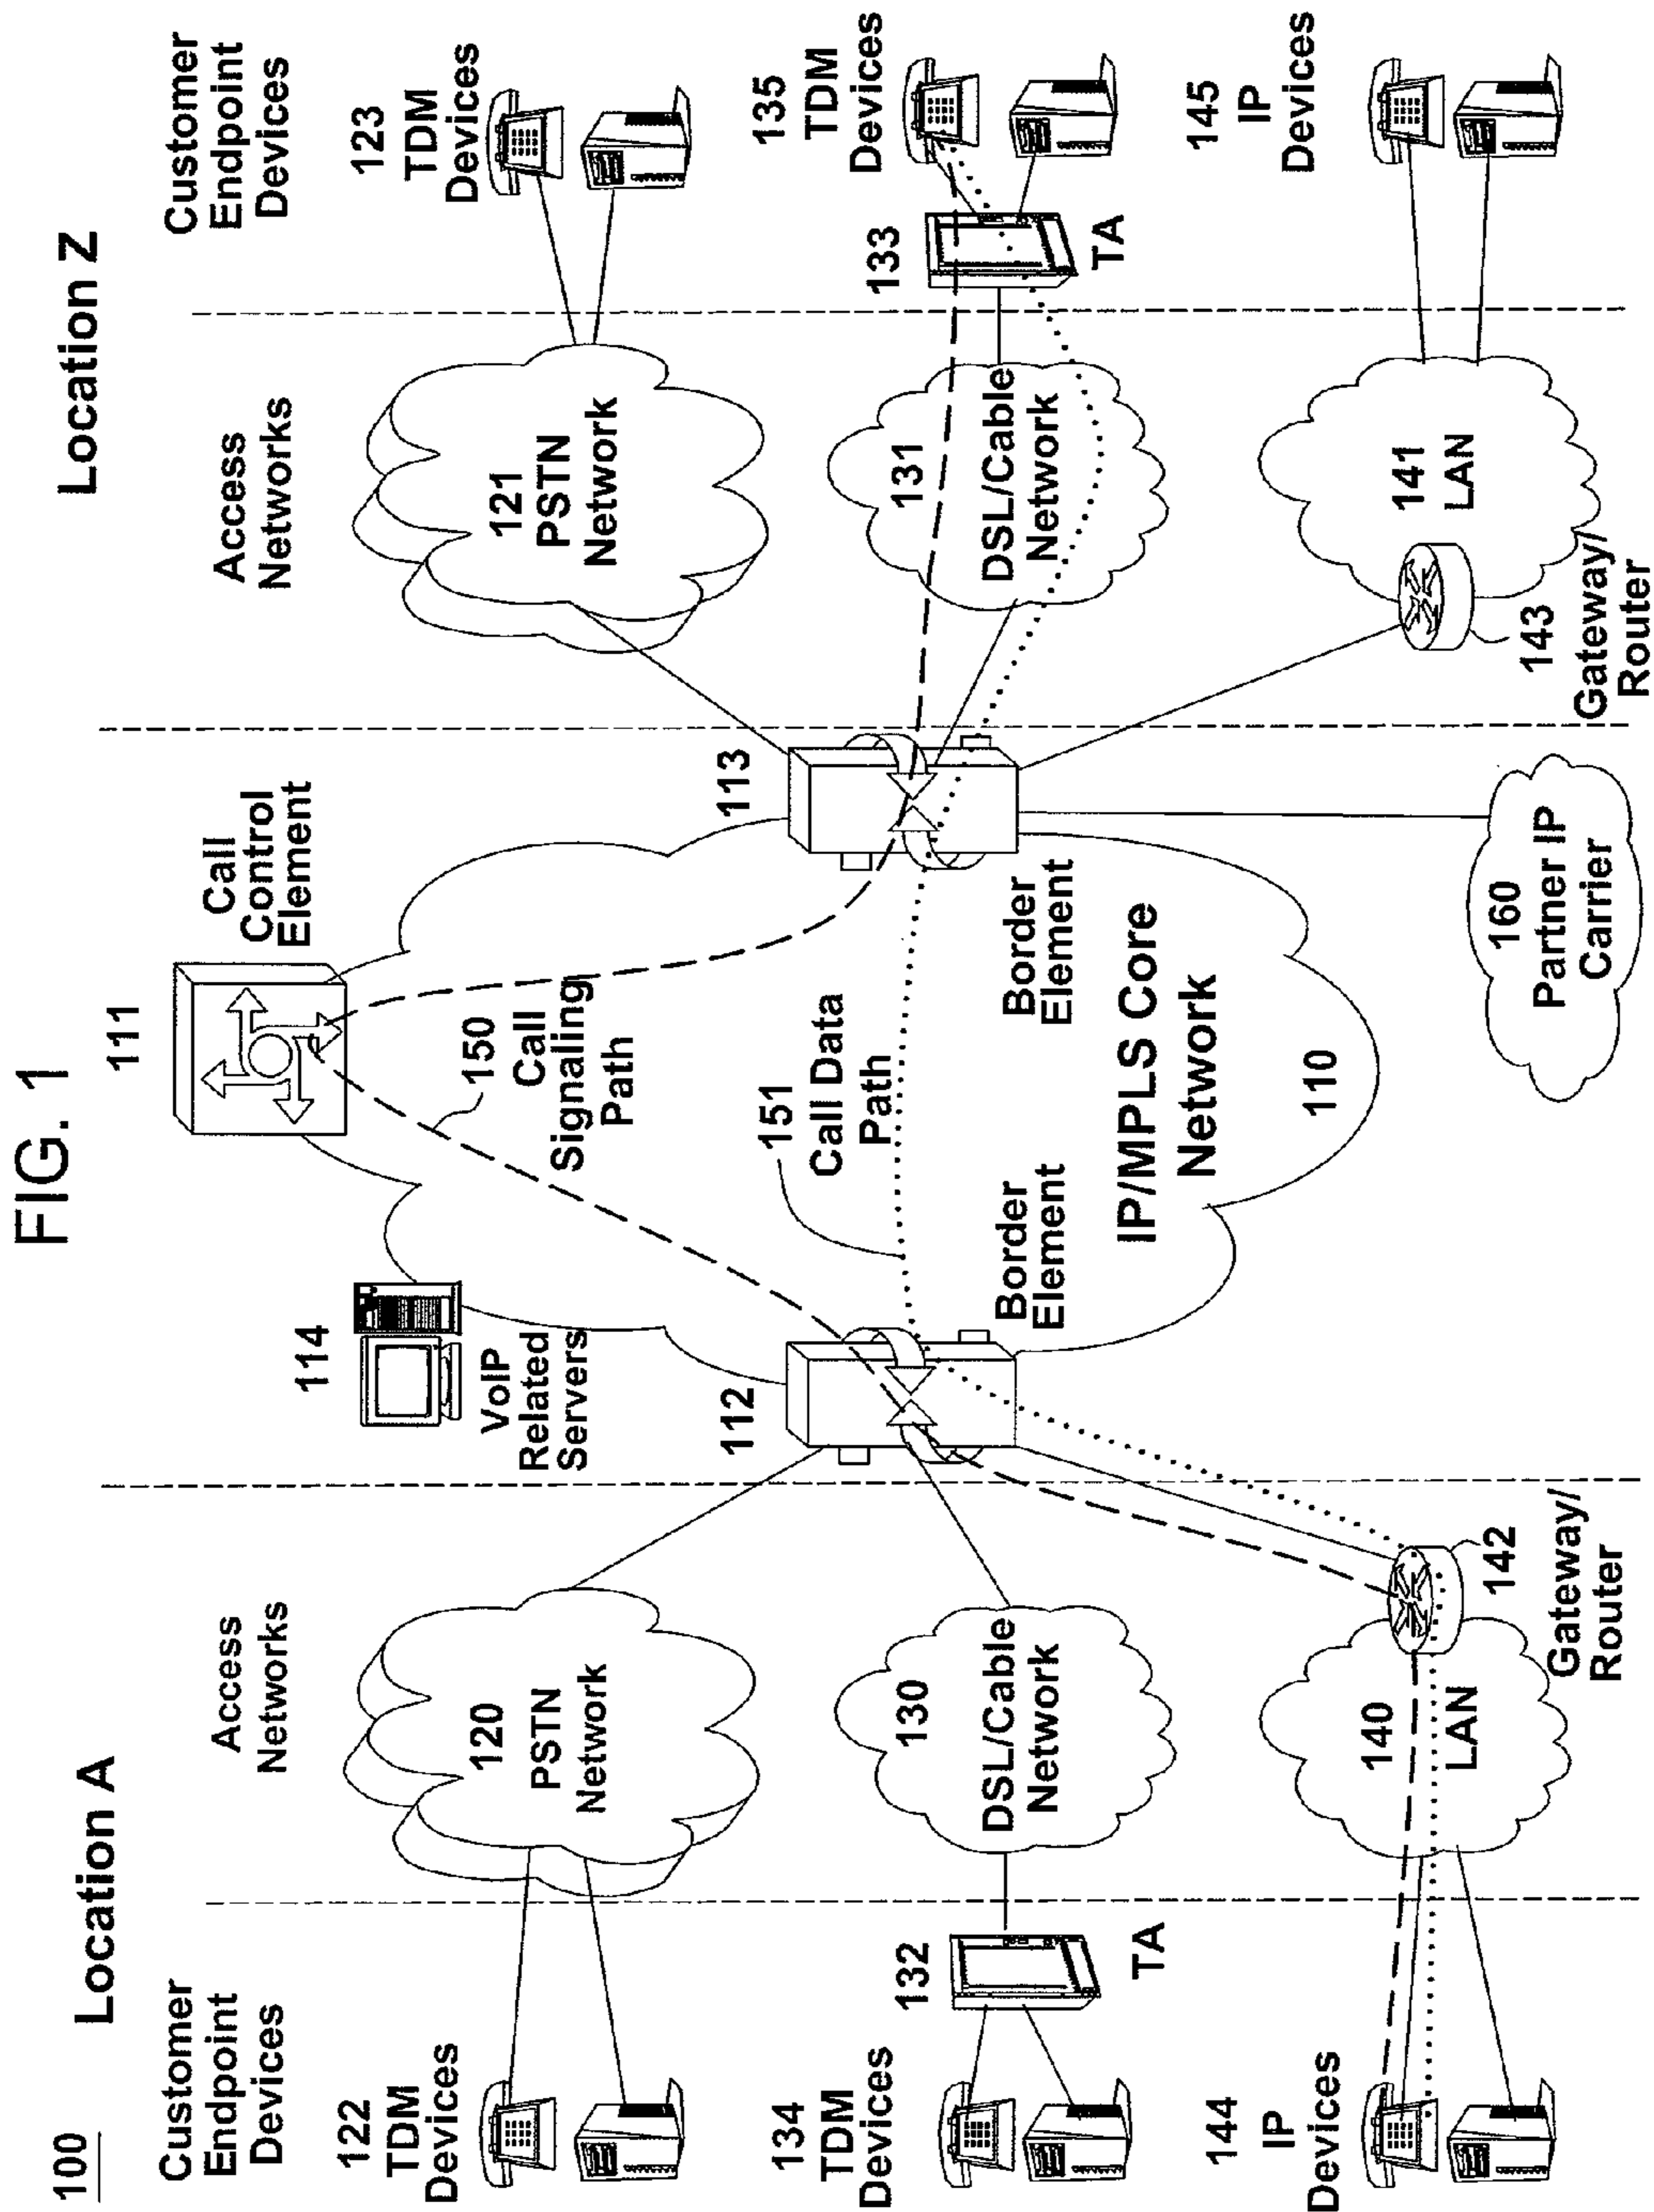 FIG. 1
100
Location A
Location Z
Customer
Endpoint
Devices
Access
Networks
111
Call
Control
Element
Access
Networks
Customer
Endpoint
Devices
122
TDM
Devices
120
PSTN
Network
114
VoIP
Related
Servers
150
Call
Signaling
Path
121
PSTN
Network
123
TDM
Devices
134
TDM
Devices
132
TA
130
DSL/Cable
Network
112
Border
Element
151
Call Data
Path
113
Border
Element
131
DSL/Cable
Network
133
TA
135
TDM
Devices
IP/MPLS Core
Network
110
144
IP
Devices
140
LAN
142
Gateway/
Router
160
Partner IP
Carrier
143
Gateway/
Router
141
LAN
145
IP
Devices